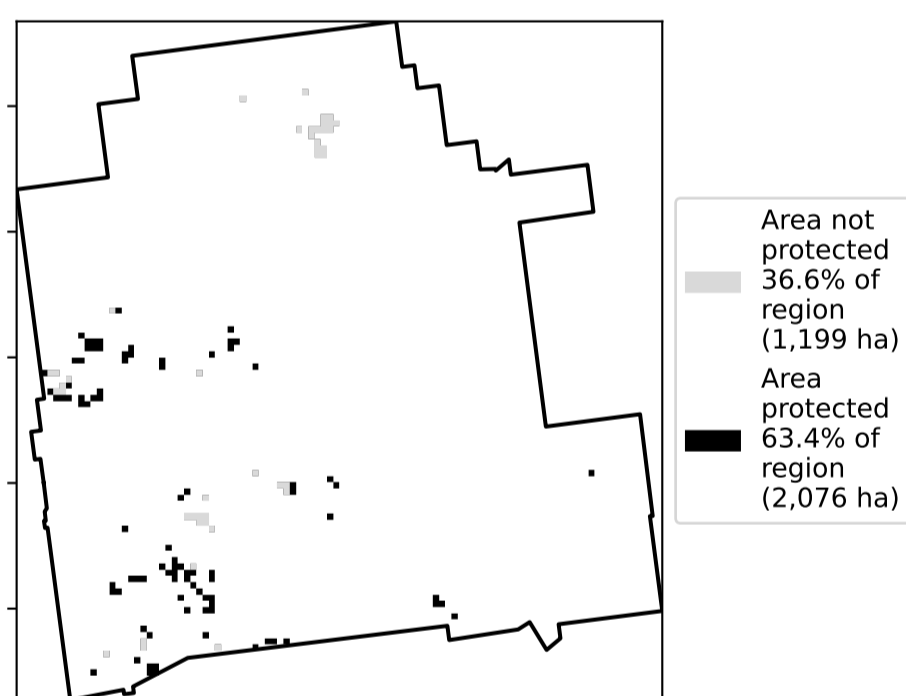 Area not
protected
36.6% of
region
(1,199 ha)
Area
protected
63.4% of
region
(2,076 ha)